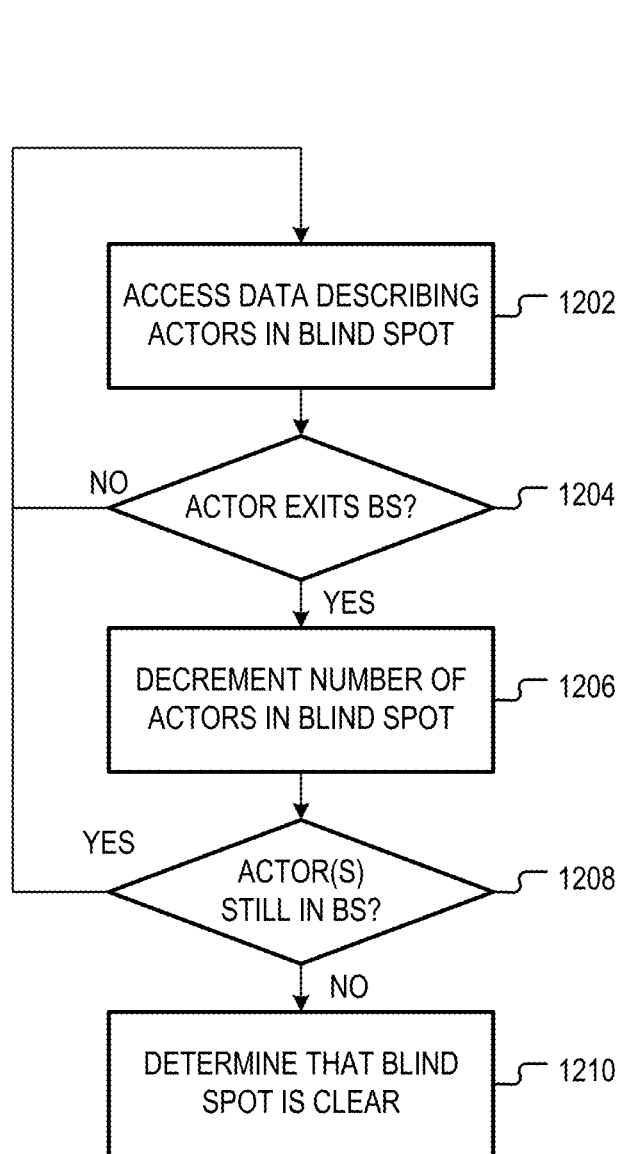 ACCESS DATA DESCRIBING
ACTORS IN BLIND SPOT
1202
NO
ACTOR EXITS BS?
1204
YES
DECREMENT NUMBER OF
ACTORS IN BLIND SPOT
1206
YES
ACTOR(S)
STILL IN BS?
1208
NO
DETERMINE THAT BLIND
SPOT IS CLEAR
1210